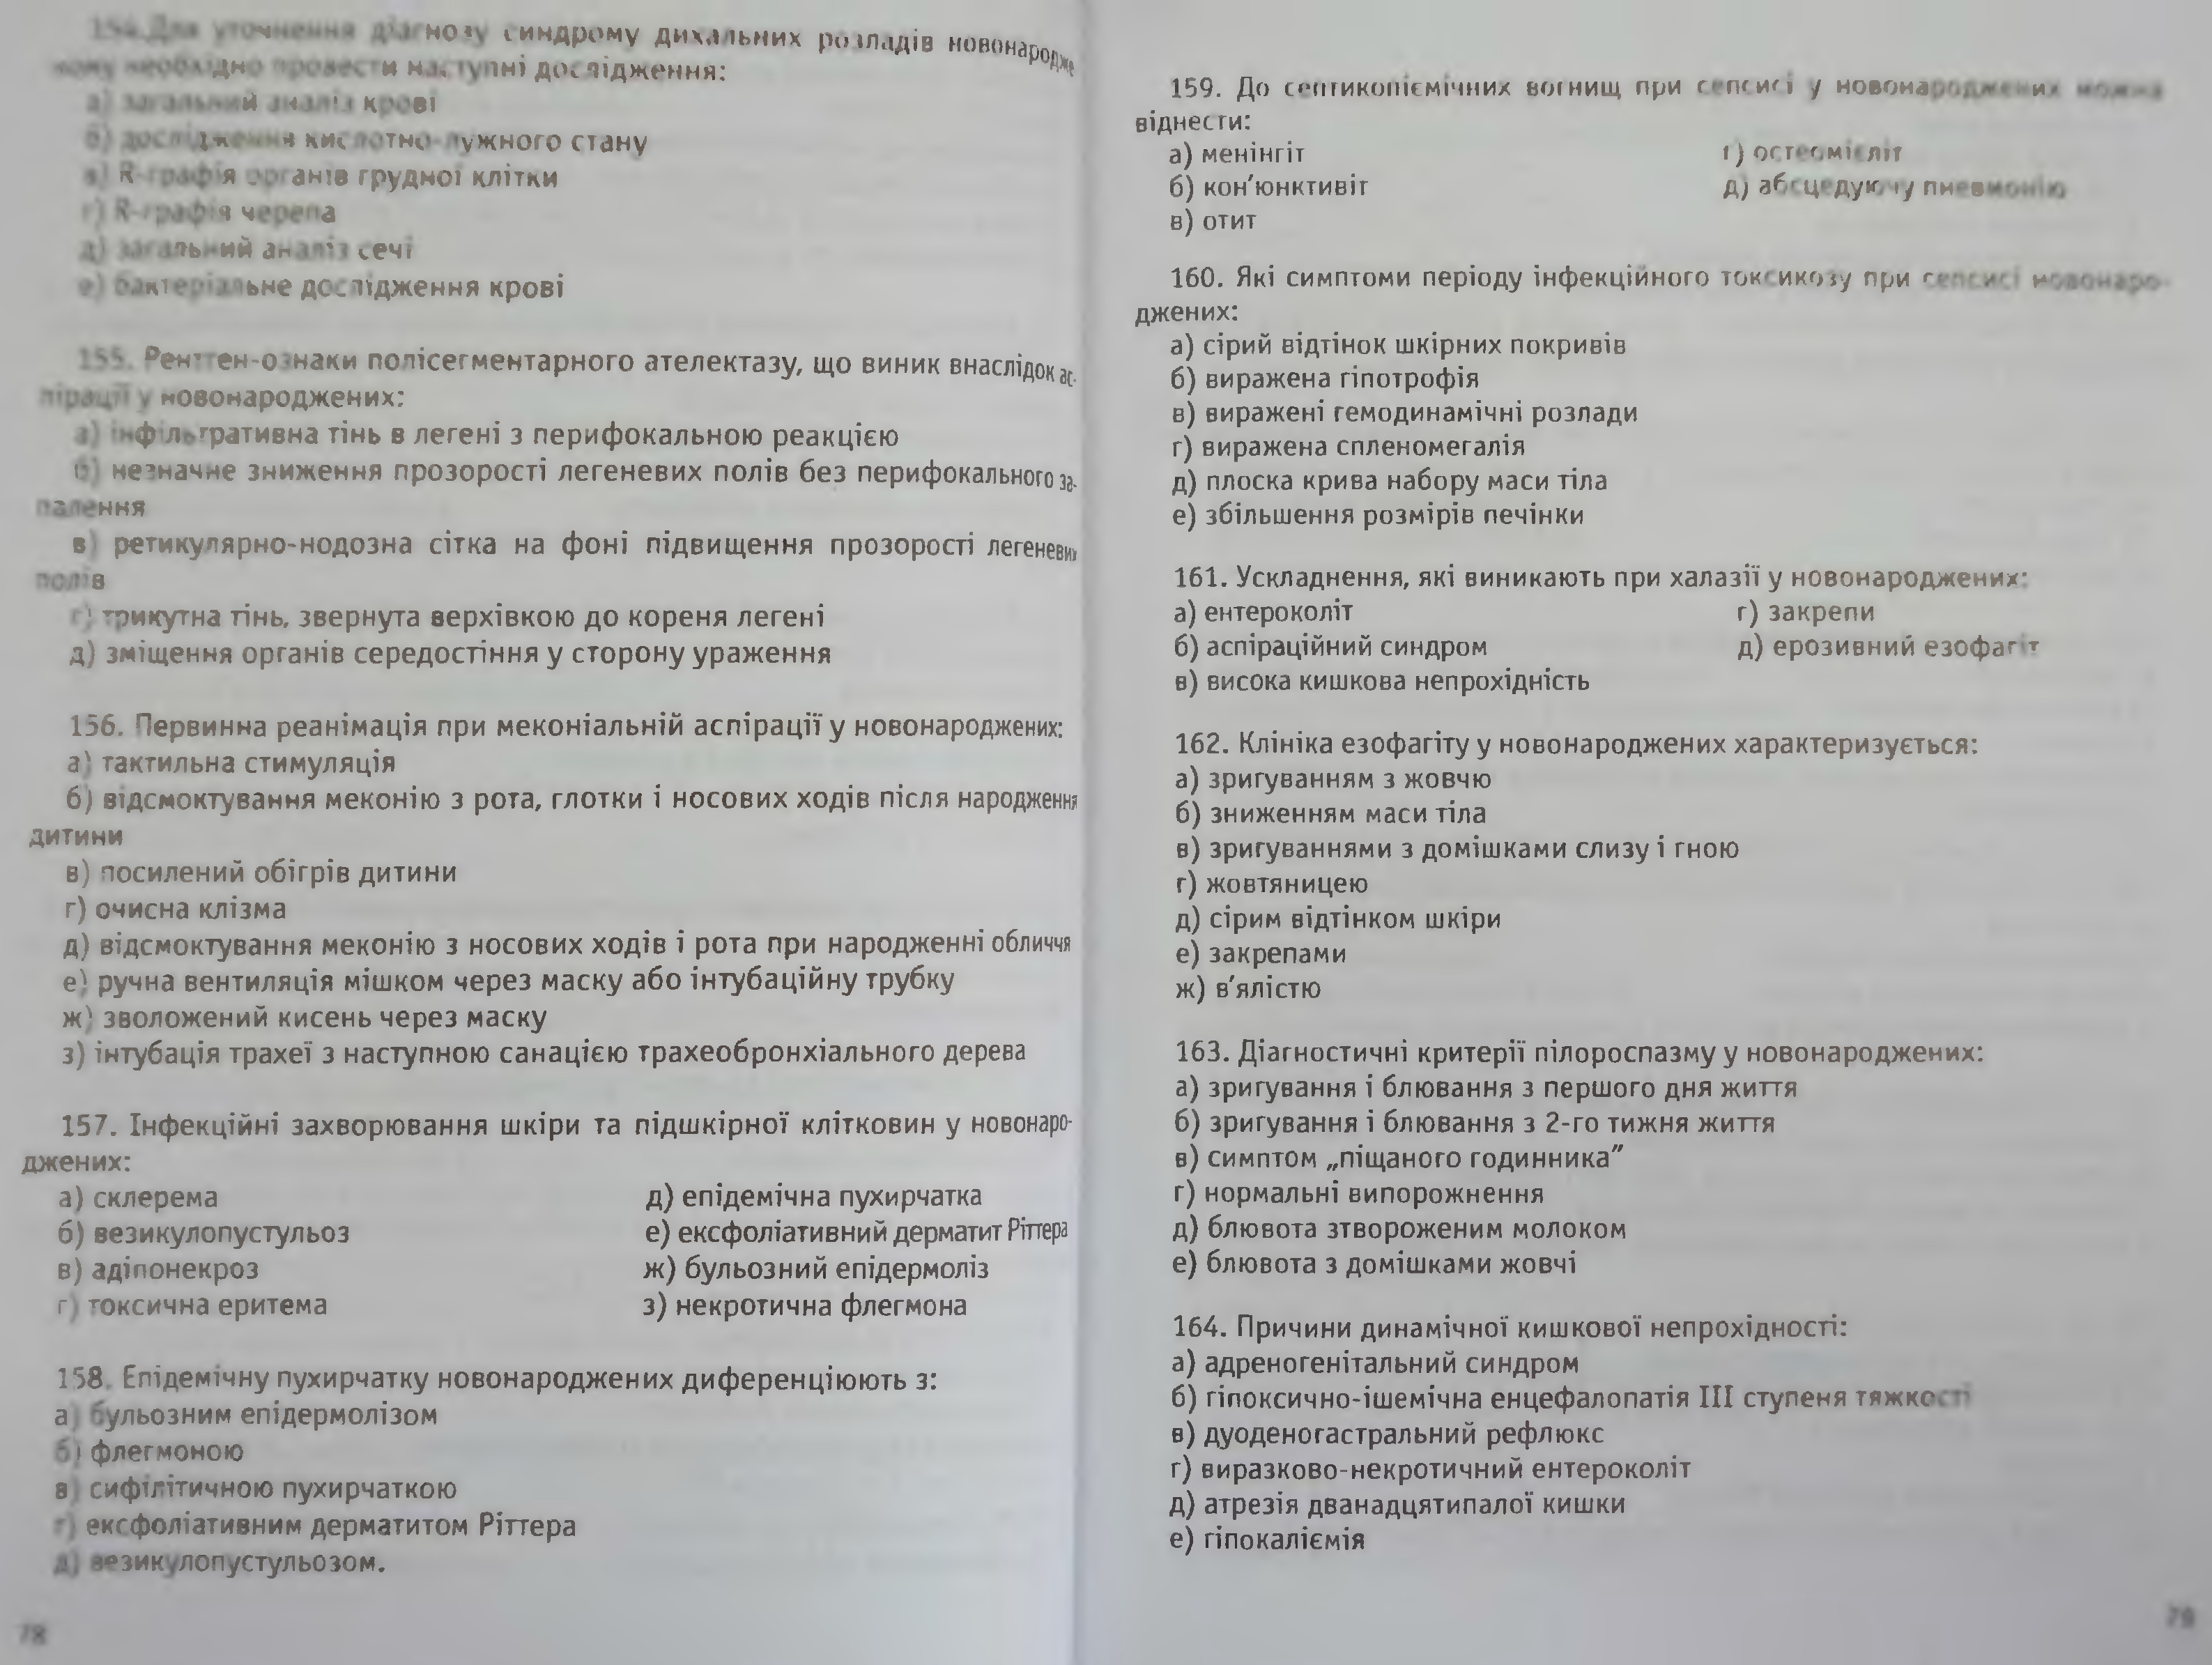 154. Для уточнення діагнозу синдрому дихальних розладів новонародже
ному необхідно провести наступні дослідження:
а) загальний аналіз крові
б) дослідження кислотно-лужного стану
в) R-графія органів грудної клітки
г) R-графія черепа
д) загальний аналіз сечі
е) бактеріальне дослідження крові
155. Рентген-ознаки полісегментарного ателектазу, що виник внаслідок ас-
пірації у новонароджених:
а) інфільтративна тінь в легені з перифокальною реакцією
б) незначне зниження прозорості легеневих полів без перифокального за-
палення
в) ретикулярно-нодозна сітка на фоні підвищення прозорості легеневих
полів
г) трикутна тінь, звернута верхівкою до кореня легені
д) зміщення органів середостіння у сторону ураження
156. Первинна реанімація при меконіальній аспірації у новонароджених:
а) тактильна стимуляція
б) відсмоктування меконію з рота, глотки і носових ходів після народження
дитини
в) посилений обігрів дитини
г) очисна клізма
д) відсмоктування меконію з носових ходів і рота при народженні обличчя
е) ручна вентиляція мішком через маску або інтубаційну трубку
ж) зволожений кисень через маску
з) інтубація трахеї з наступною санацією трахеобронхіального дерева
157. Інфекційні захворювання шкіри та підшкірної клітковин у новонаро-
джених:
а) склерема
б) везикулопустульоз
в) адіпонекроз
г) токсична еритема
д) епідемічна пухирчатка
е) ексфоліативний дерматит Ріттера
ж) бульозний епідермоліз
з) некротична флегмона
158. Епідемічну пухирчатку новонароджених диференціюють з:
а) бульозним епідермолізом
б) флегмоною
в) сифілітичною пухирчаткою
г) ексфоліативним дерматитом Ріттера
д) везикулопустульозом.
78
159. До септикопіємічних вогнищ при сепсисі у новонароджених можна
віднести:
а) менінгіт
б) кон'юнктивіт
в) отит
г) остеомієліт
д) абсцедуючу пневмонію
160. Які симптоми періоду інфекційного токсикозу при сепсисі новонаро-
джених:
а) сірий відтінок шкірних покривів
б) виражена гіпотрофія
в) виражені гемодинамічні розлади
г) виражена спленомегалія
д) плоска крива набору маси тіла
е) збільшення розмірів печінки
161. Ускладнення, які виникають при халазії у новонароджених:
а) ентероколіт
б) аспіраційний синдром
в) висока кишкова непрохідність
г) закрепи
д) ерозивний езофагіт
162. Клініка езофагіту у новонароджених характеризується:
а) зригуванням з жовчю
б) зниженням маси тіла
в) зригуваннями з домішками слизу і гною
г) жовтяницею
д) сірим відтінком шкіри
е) закрепами
ж) в'ялістю
163. Діагностичні критерії пілороспазму у новонароджених:
а) зригування і блювання з першого дня життя
б) зригування і блювання з 2-го тижня життя
в) симптом „піщаного годинника"
г) нормальні випорожнення
д) блювота зтвороженим молоком
е) блювота з домішками жовчі
164. Причини динамічної кишкової непрохідності:
а) адреногенітальний синдром
б) гіпоксично-ішемічна енцефалопатія III ступеня тяжкості
в) дуоденогастральний рефлюкс
г) виразково-некротичний ентероколіт
д) атрезія дванадцятипалої кишки
е) гіпокаліємія
79